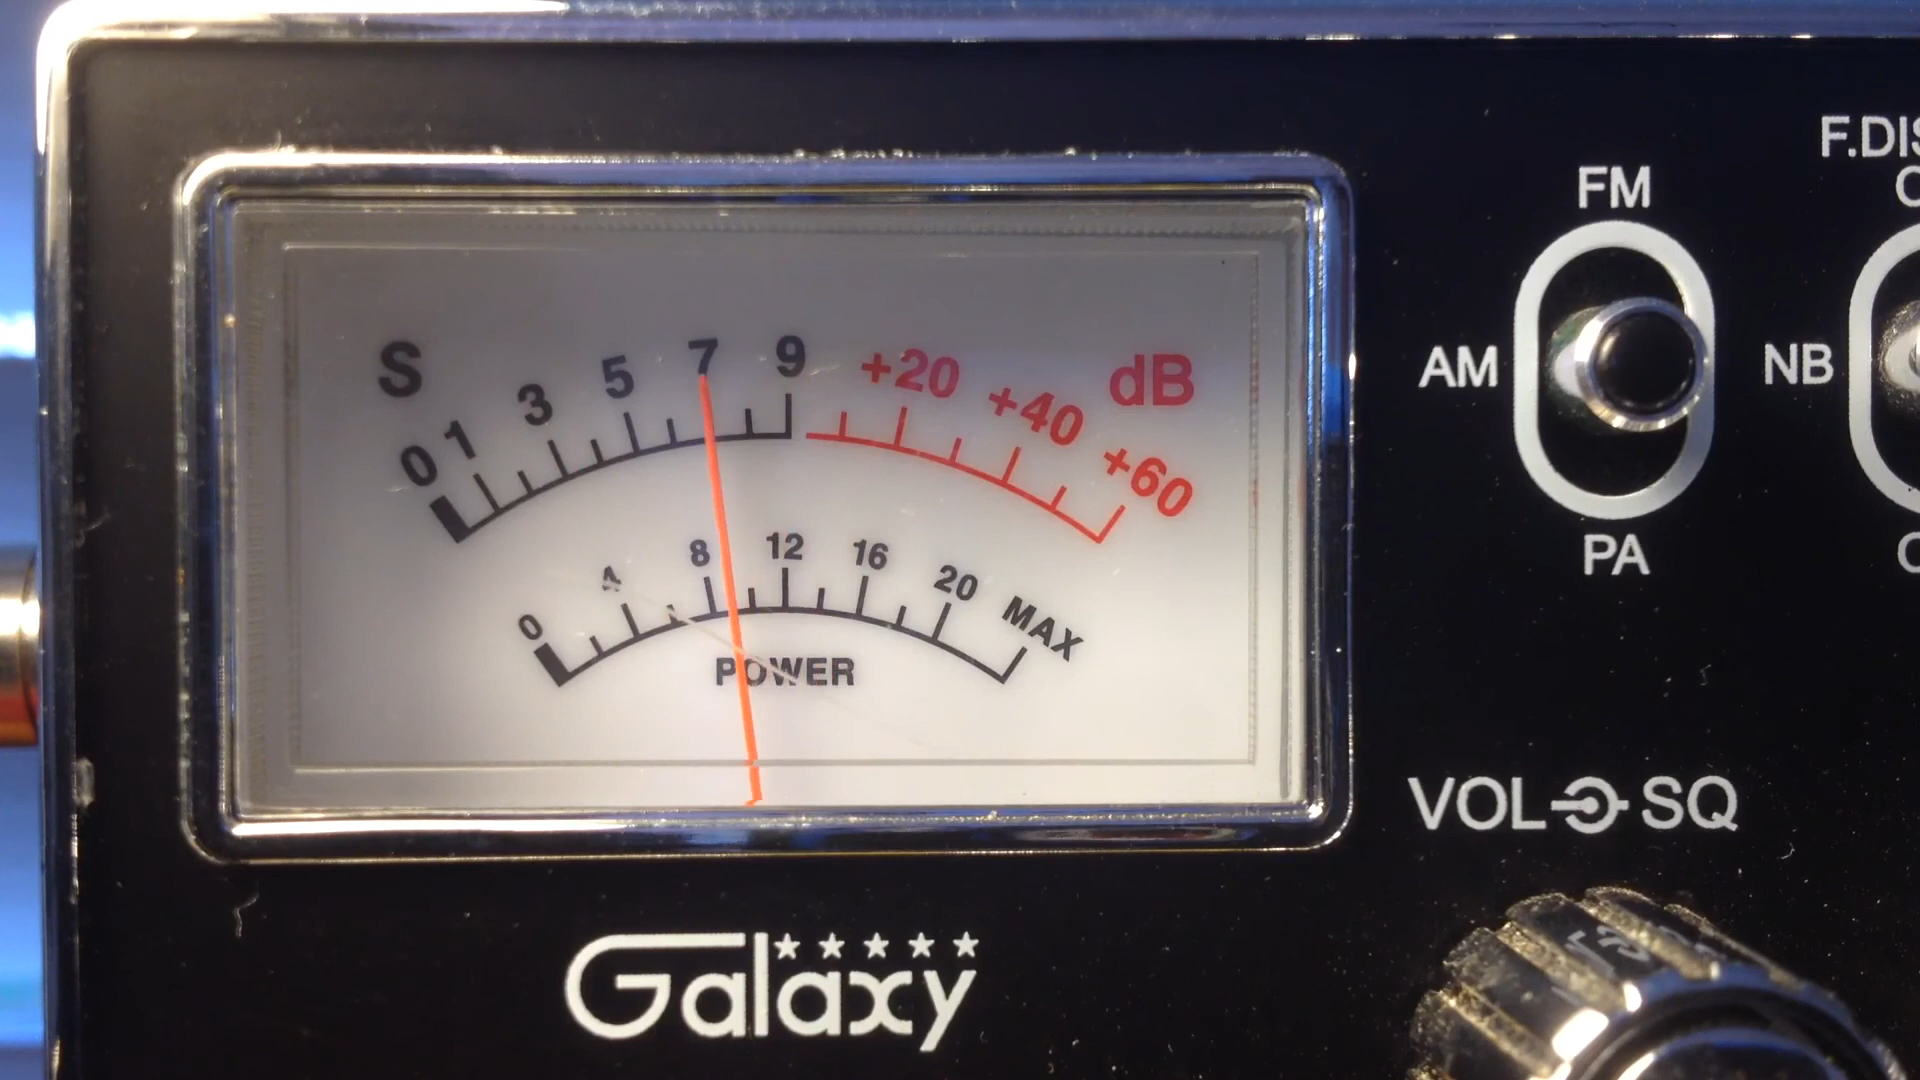 S 0 1 3 5 7 9 +20 +40 +60 dB
0 4 8 12 16 20 MAX
POWER
Galaxy
FM
AM
PA
NB
VOL SQ